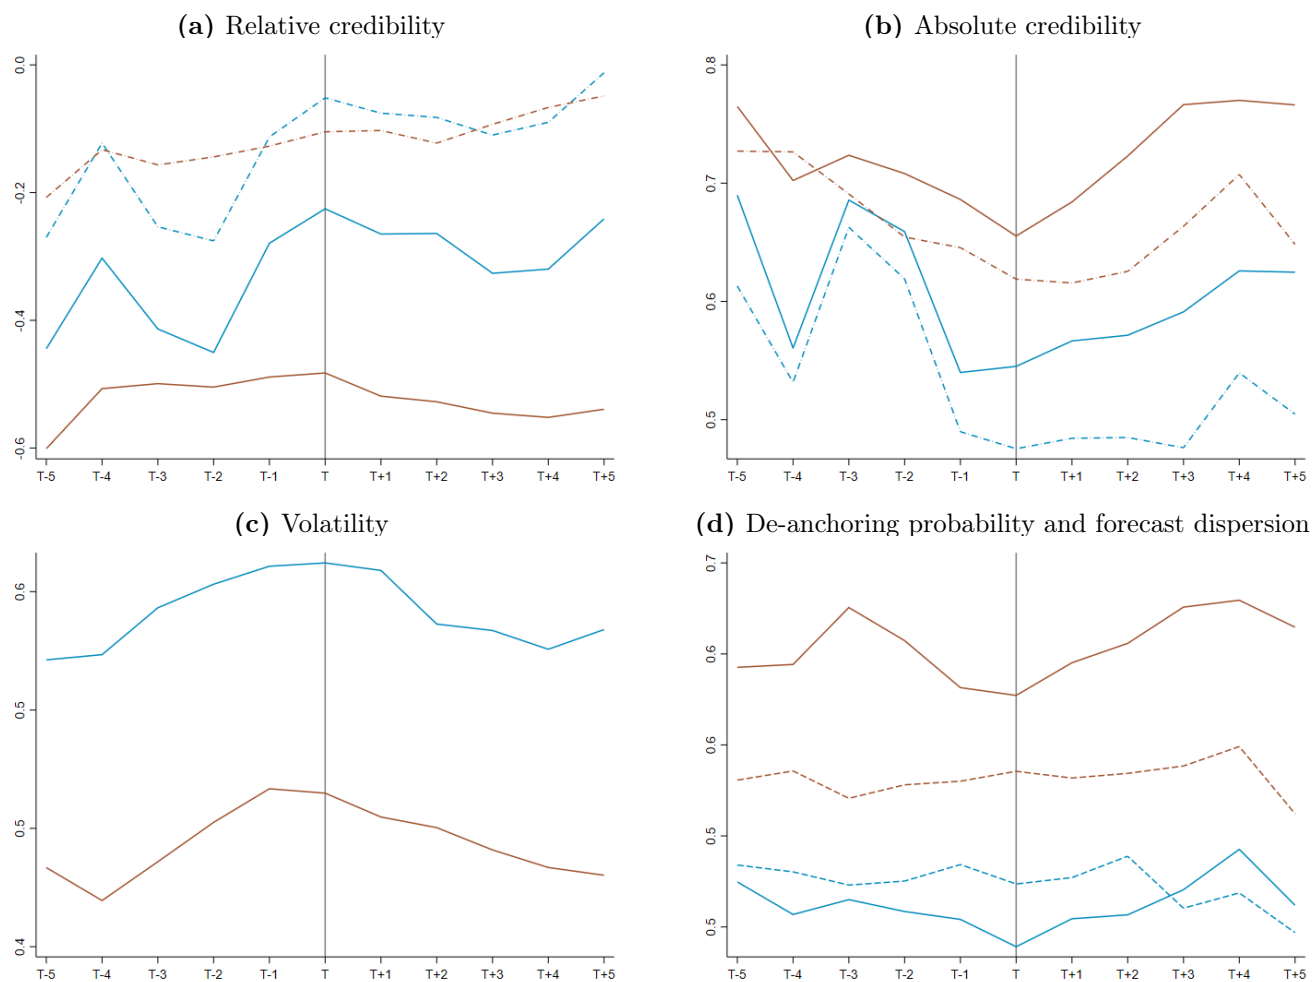 (a) Relative credibility
0.0
-0.2
-0.4
-0.6
T-5 T-4 T-3 T-2 T-1 T T+1 T+2 T+3 T+4 T+5
(b) Absolute credibility
0.8
0.7
0.6
0.5
T-5 T-4 T-3 T-2 T-1 T T+1 T+2 T+3 T+4 T+5
(c) Volatility
0.6
0.5
0.5
0.4
T-5 T-4 T-3 T-2 T-1 T T+1 T+2 T+3 T+4 T+5
(d) De-anchoring probability and forecast dispersion
0.7
0.6
0.6
0.5
0.5
T-5 T-4 T-3 T-2 T-1 T T+1 T+2 T+3 T+4 T+5